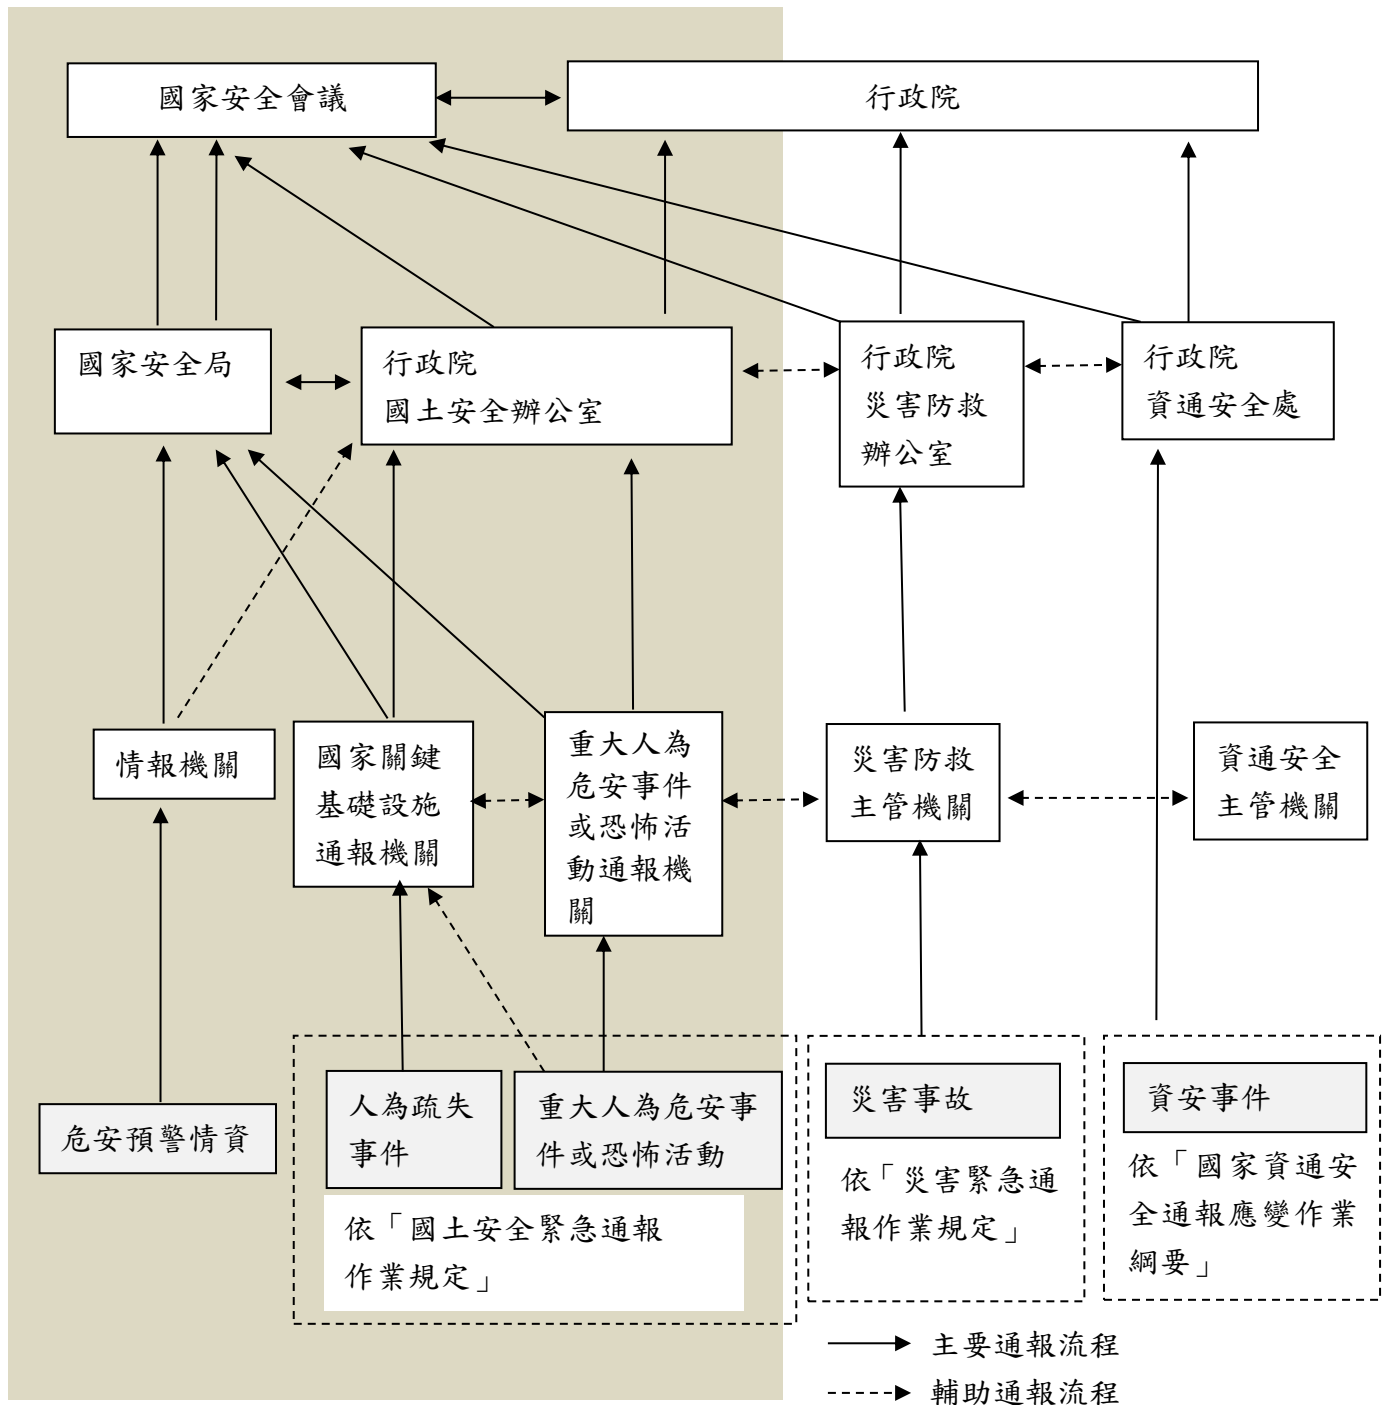 國家安全會議
行政院
國家安全局
行政院
國土安全辦公室
行政院
災害防救
辦公室
行政院
資通安全處
情報機關
國家關鍵
基礎設施
通報機關
重大人為
危安事件
或恐怖活
動通報機
關
災害防救
主管機關
資通安全
主管機關
危安預警情資
人為疏失
事件
重大人為危安事
件或恐怖活動
依「國土安全緊急通報
作業規定」
災害事故
依「災害緊急通
報作業規定」
資安事件
依「國家資通安
全通報應變作業
綱要」
主要通報流程
輔助通報流程